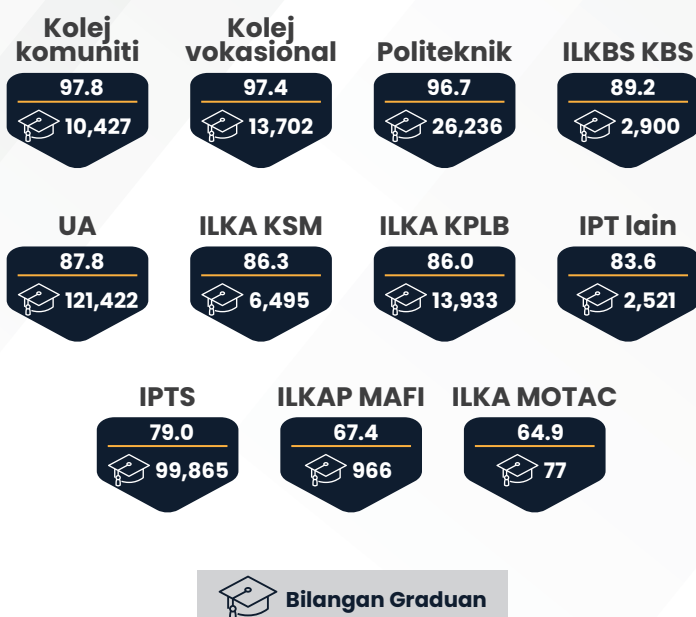 Kolej
komuniti
97.8
10,427
Kolej
vokasional
97.4
13,702
Politeknik
96.7
26,236
ILKBS KBS
89.2
2,900
UA
87.8
121,422
ILKA KSM
86.3
6,495
ILKA KPLB
86.0
13,933
IPT lain
83.6
2,521
IPTS
79.0
99,865
ILKAP MAFI
67.4
966
ILKA MOTAC
64.9
77
Bilangan Graduan